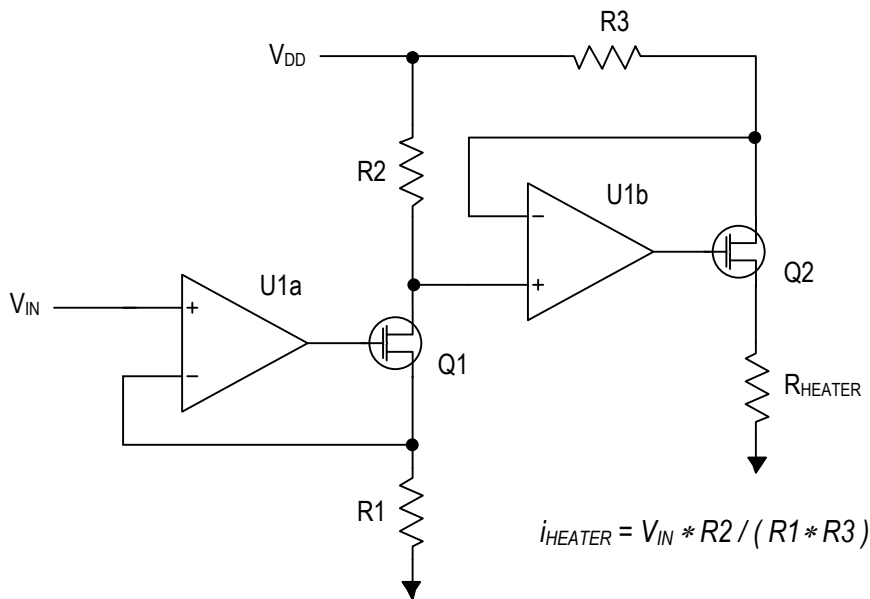 R3
VDD
R2
U1b
U1a
Q2
VIN
Q1
RHEATER
R1
iHEATER = VIN * R2 / ( R1 * R3 )
+
−
−
+